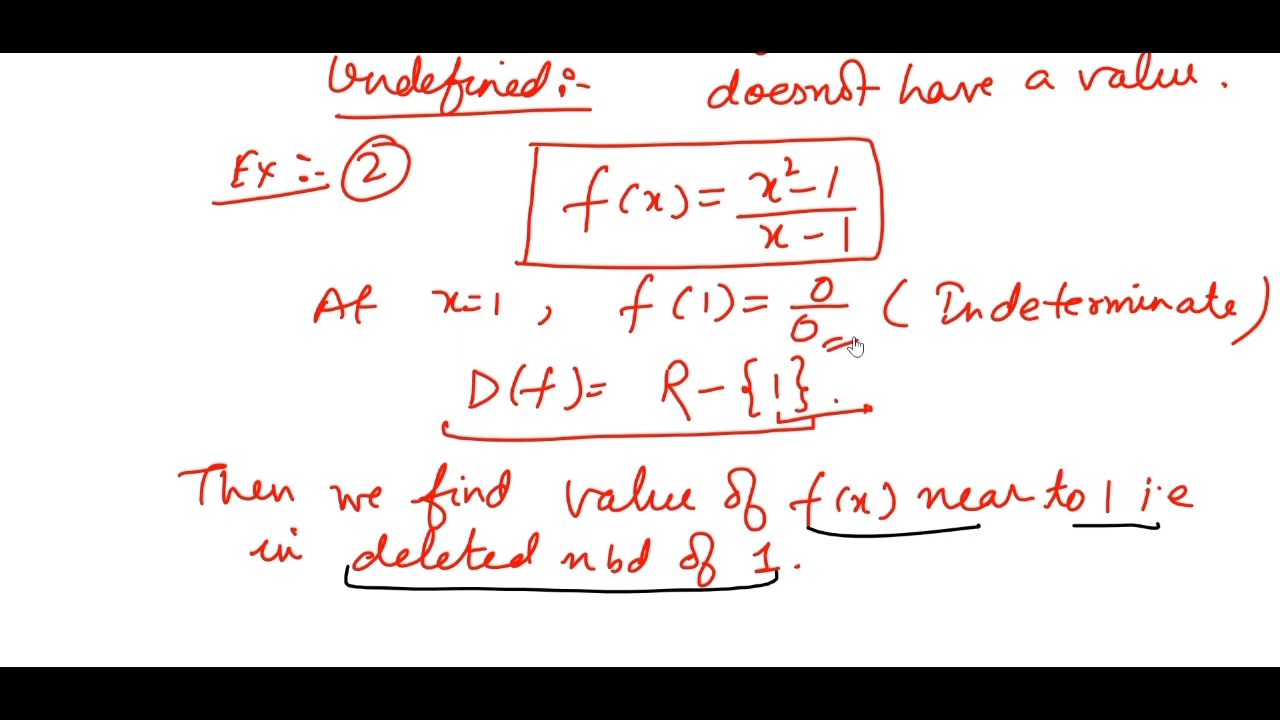 Undefined :- doesnot have a value.
Ex :- 2 f(x) = x²-1 / x-1
At x=1, f(1) = 0/0 (Indeterminate)
D(f) = R - {1}.
Then we find value of f(x) near to 1 i.e
in deleted nbd of 1.